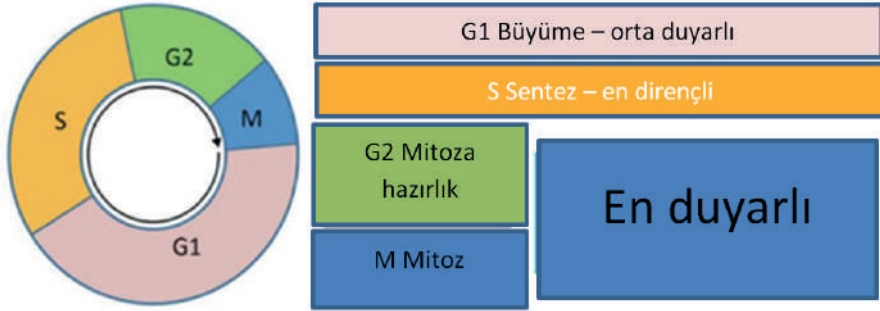 G2
M
S
G1
G1 Büyüme – orta duyarlı
S Sentez – en dirençli
G2 Mitoza
hazırlık
M Mitoz
En duyarlı